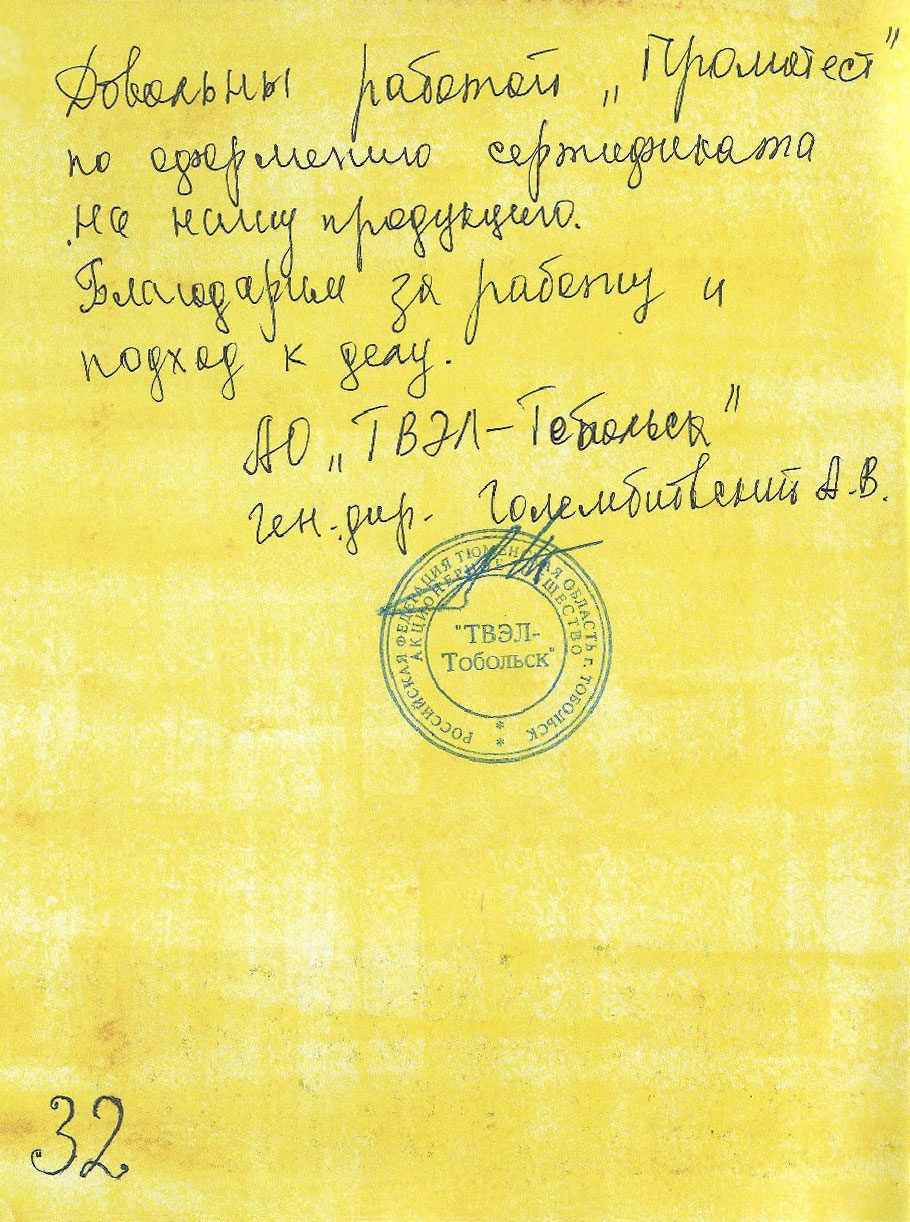 Довольны работой „Промтест"
по оформлению сертификата
на нашу продукцию.
Благодарим за работу и
подход к делу.
АО „ТВЭЛ-Тобольск"
ген.дир. Голембитвский А.В.
РОССИЙСКАЯ ФЕДЕРАЦИЯ ТЮМЕНСКАЯ ОБЛАСТЬ г. ТОБОЛЬСК
АКЦИОНЕРНОЕ ОБЩЕСТВО
"ТВЭЛ-
Тобольск"
* *
32